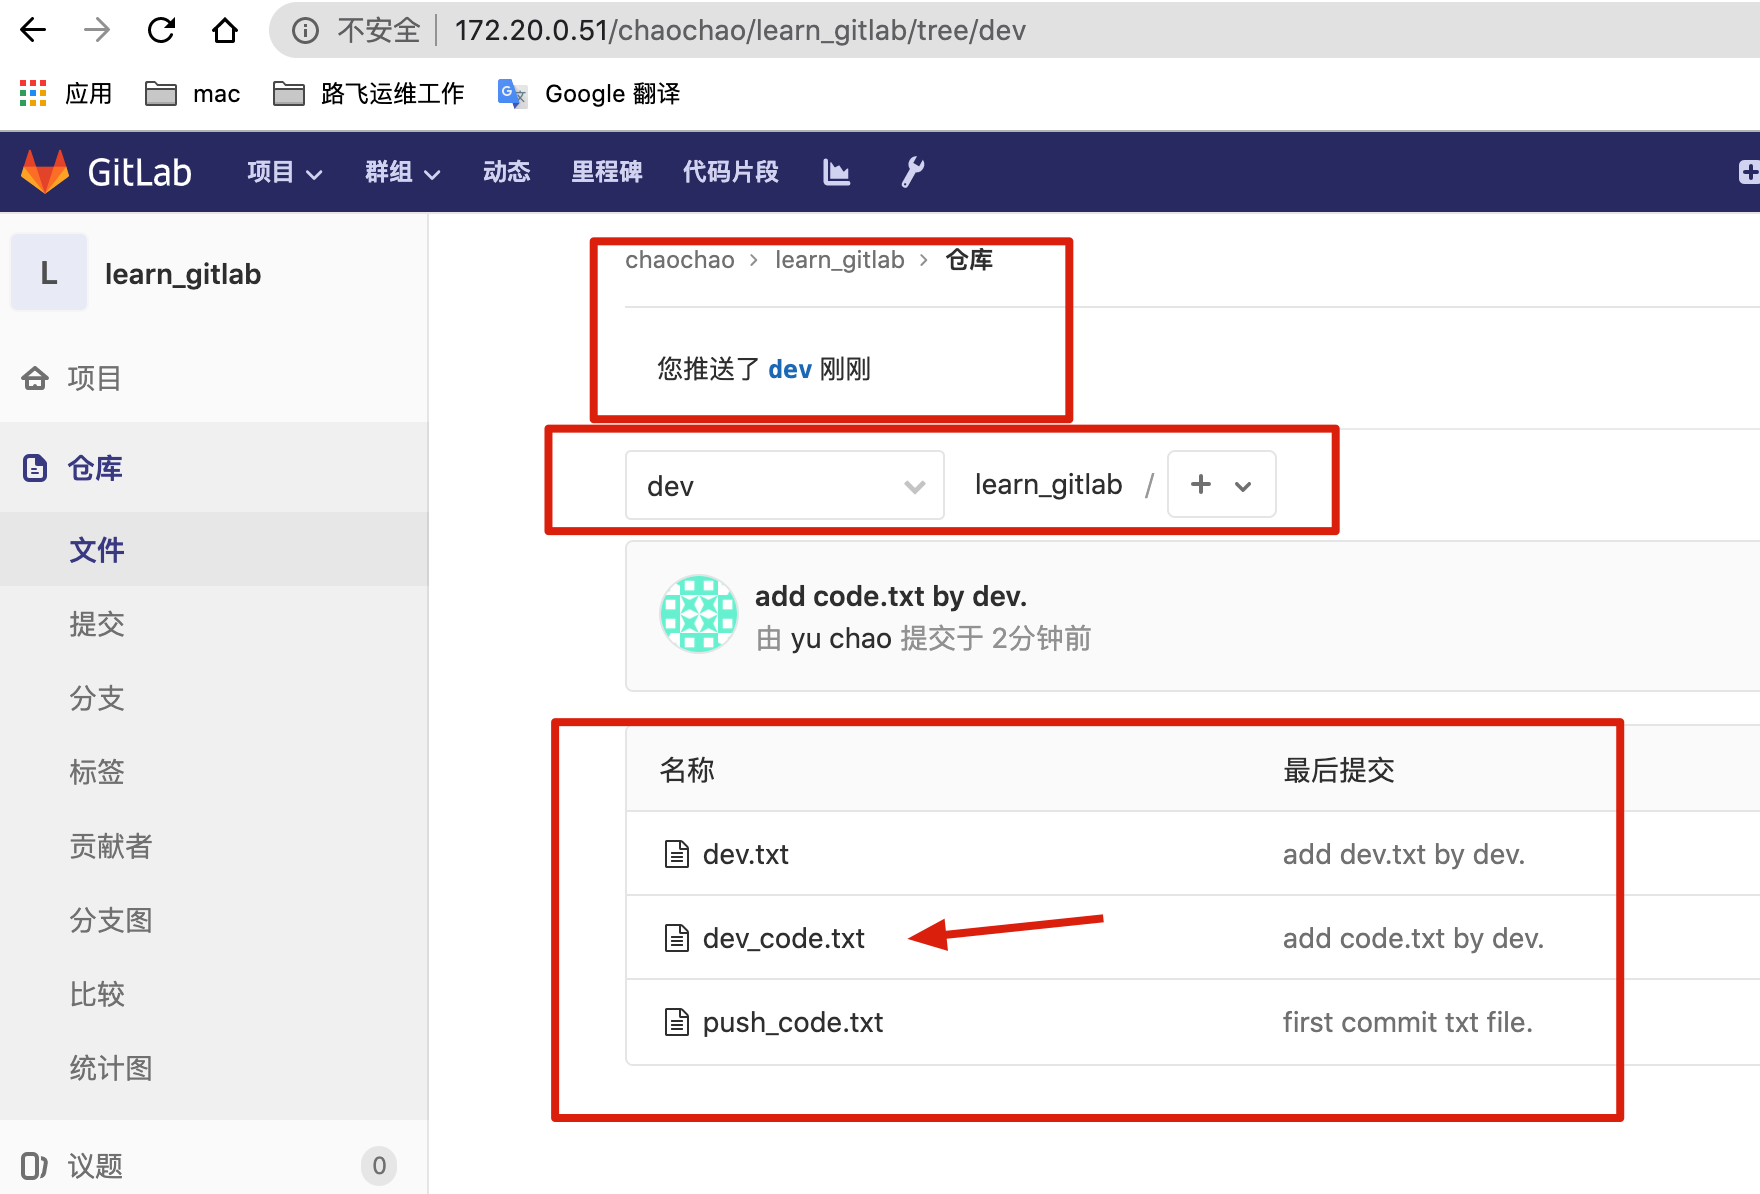 不安全 172.20.0.51/chaochao/learn_gitlab/tree/dev
应用 mac 路飞运维工作 Google 翻译
GitLab 项目 群组 动态 里程碑 代码片段
L learn_gitlab
项目
仓库
文件
提交
分支
标签
贡献者
分支图
比较
统计图
议题 0
chaochao > learn_gitlab > 仓库
您推送了 dev 刚刚
dev learn_gitlab / +
add code.txt by dev.
由 yu chao 提交于 2分钟前
名称 最后提交
dev.txt add dev.txt by dev.
dev_code.txt add code.txt by dev.
push_code.txt first commit txt file.